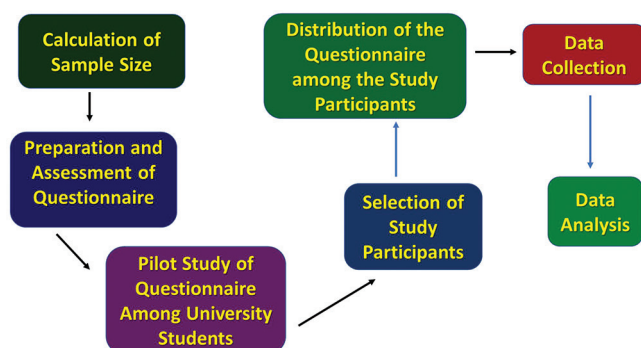 Calculation of
Sample Size
Preparation and
Assessment of
Questionnaire
Pilot Study of
Questionnaire
Among University
Students
Selection of
Study
Participants
Distribution of the
Questionnaire
among the Study
Participants
Data
Collection
Data
Analysis